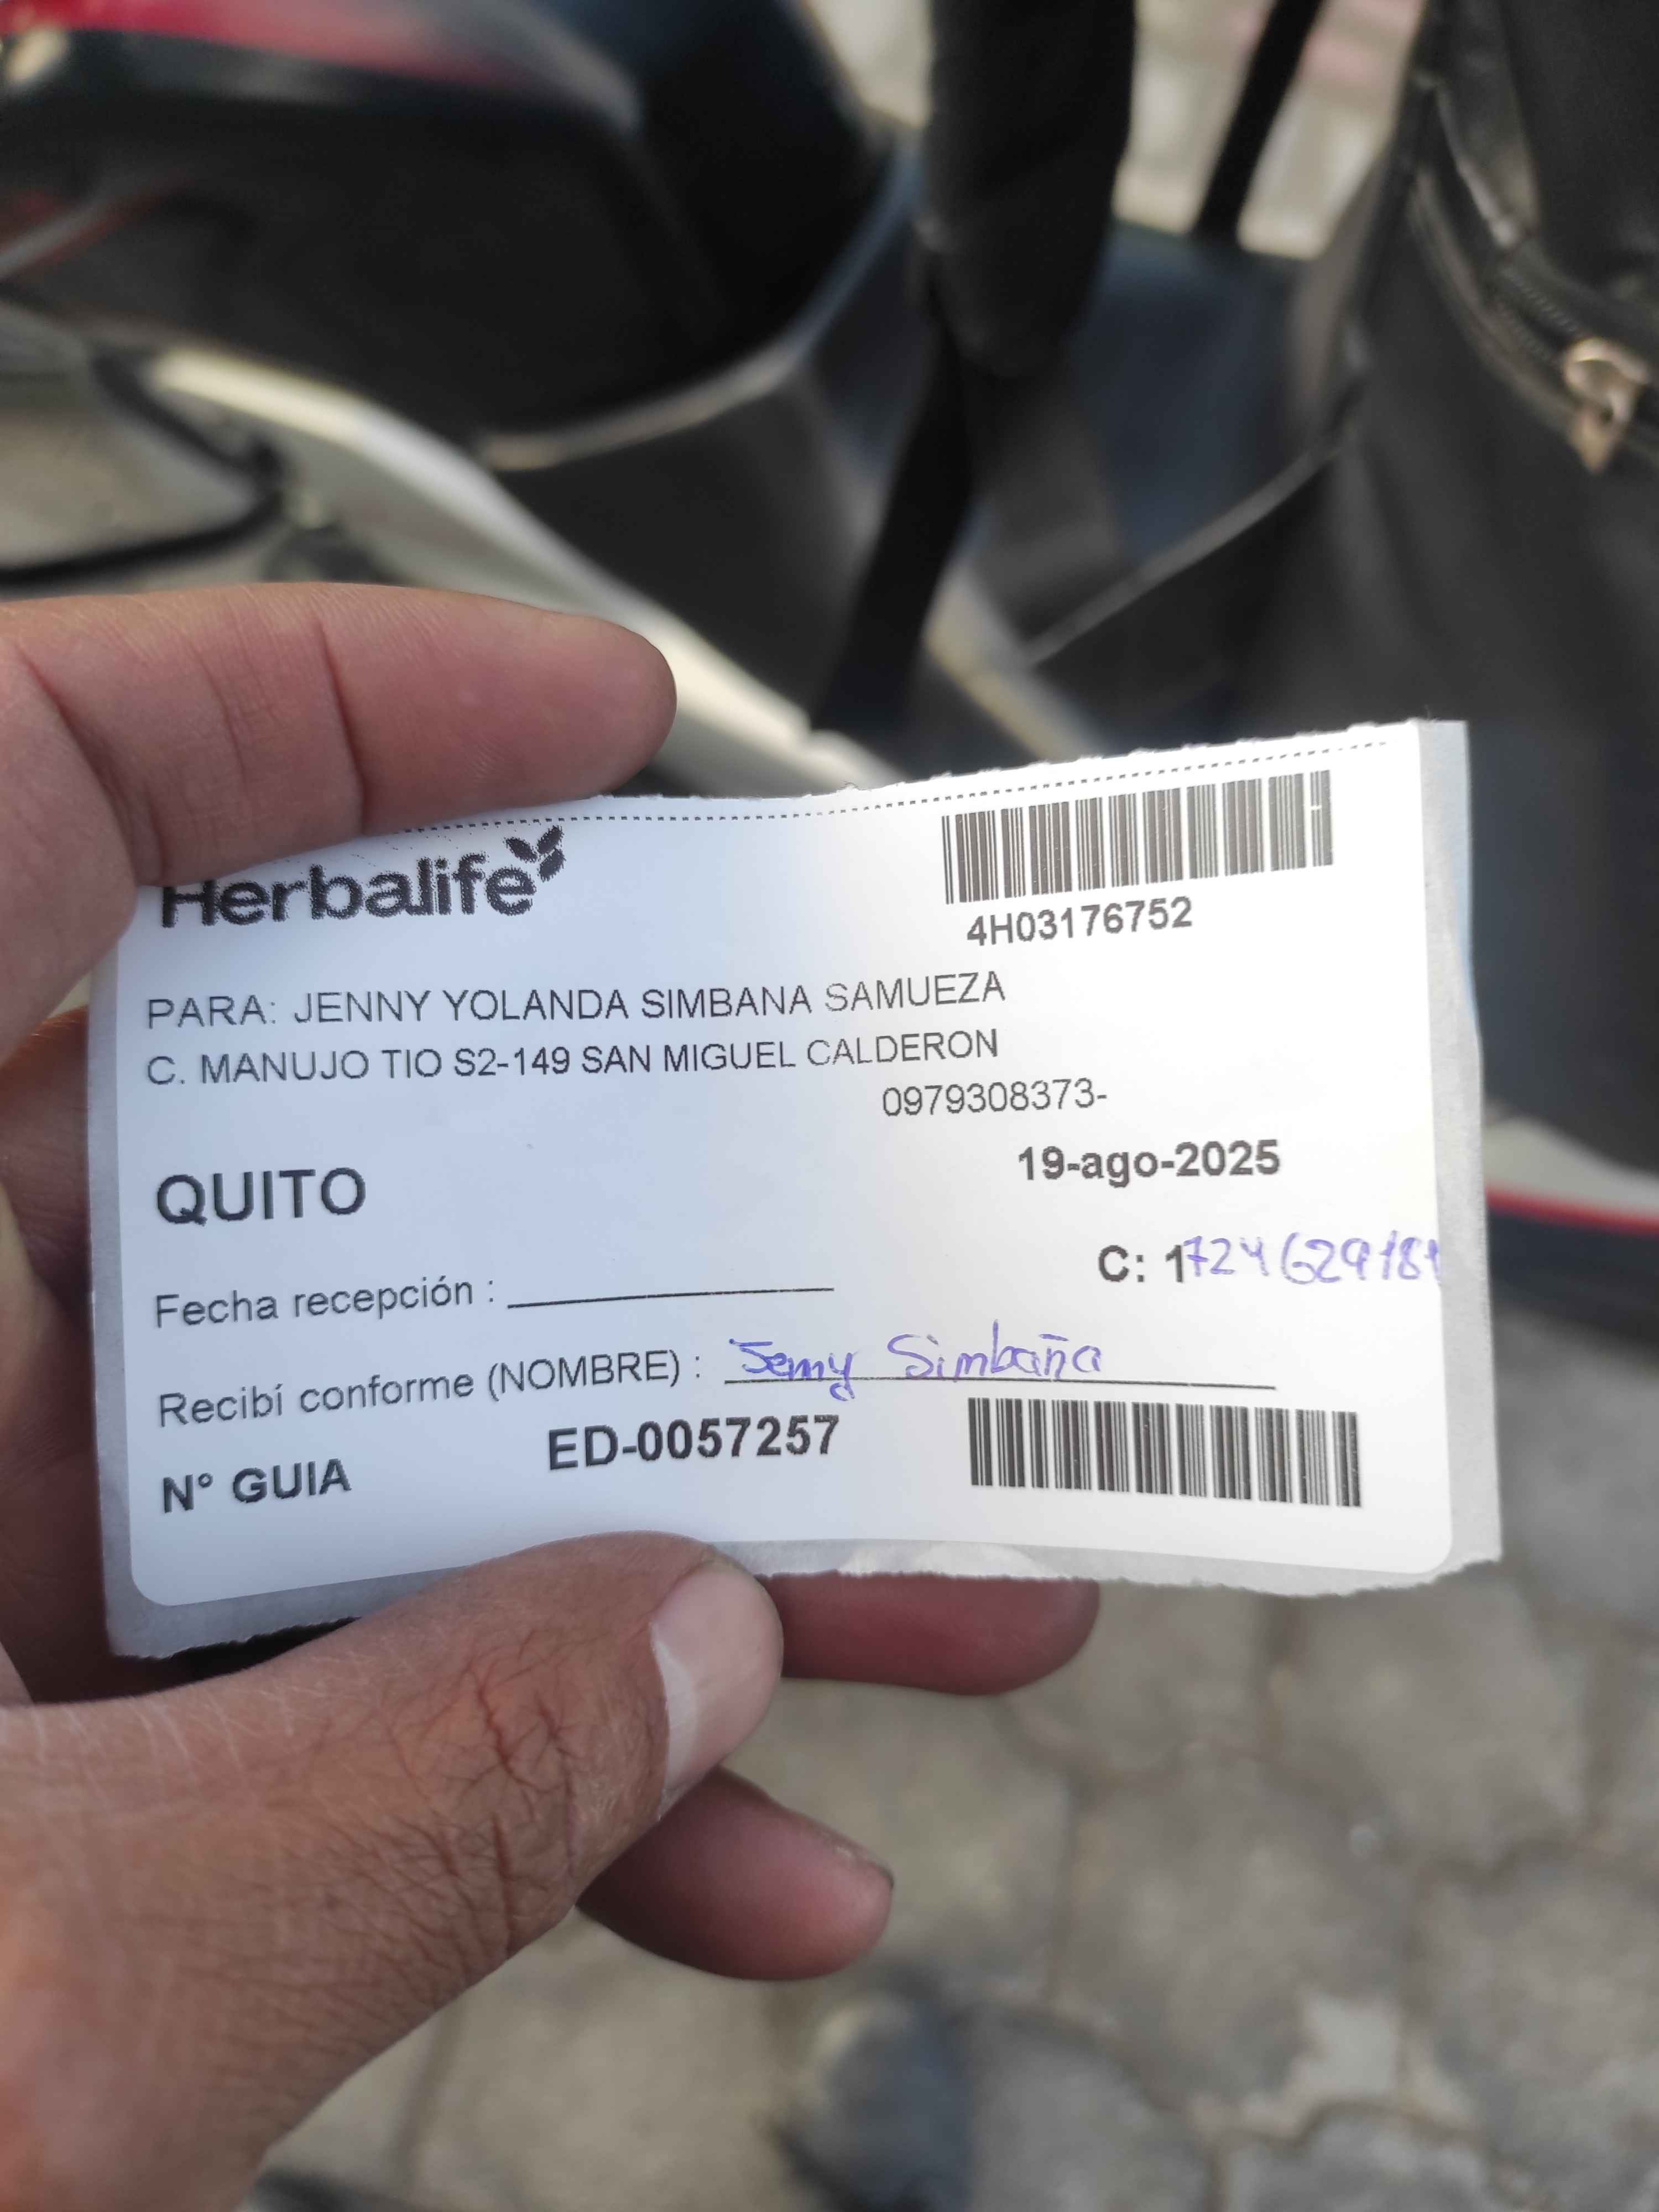 Herbalife
4H03176752
PARA: JENNY YOLANDA SIMBANA SAMUEZA
C. MANUJO TIO S2-149 SAN MIGUEL CALDERON
0979308373-
19-ago-2025
QUITO
C: 1
Fecha recepción :
Recibí conforme (NOMBRE) : Jenny Simbaña
N° GUIA ED-0057257